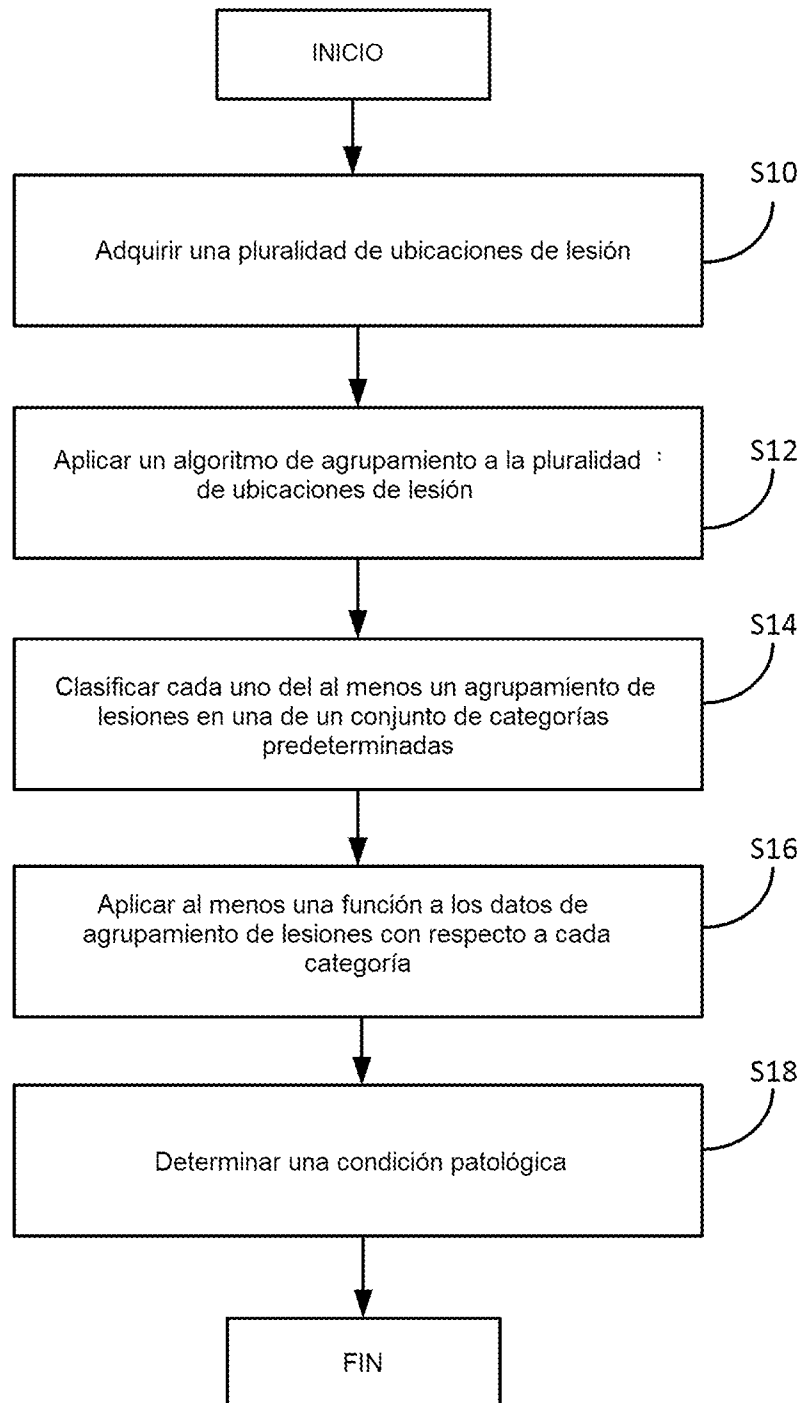 INICIO
S10
Adquirir una pluralidad de ubicaciones de lesión
S12
Aplicar un algoritmo de agrupamiento a la pluralidad :
de ubicaciones de lesión
S14
Clasificar cada uno del al menos un agrupamiento de
lesiones en una de un conjunto de categorías
predeterminadas
S16
Aplicar al menos una función a los datos de
agrupamiento de lesiones con respecto a cada
categoría
S18
Determinar una condición patológica
FIN